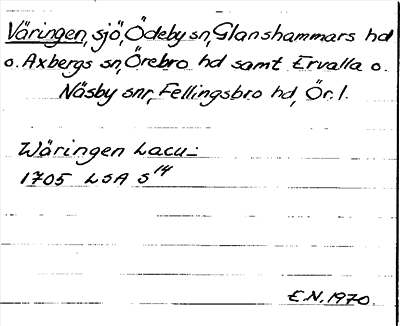 Väringen, sjö, Ödeby sn, Glanshammars hd
o. Axbergs sn, Örebro hd samt Ervalla o.
Näsby snr, Fellingsbro hd, Ör. l.
Wäringen Lacu-
1705 LSA S 14
E.N. 1970.